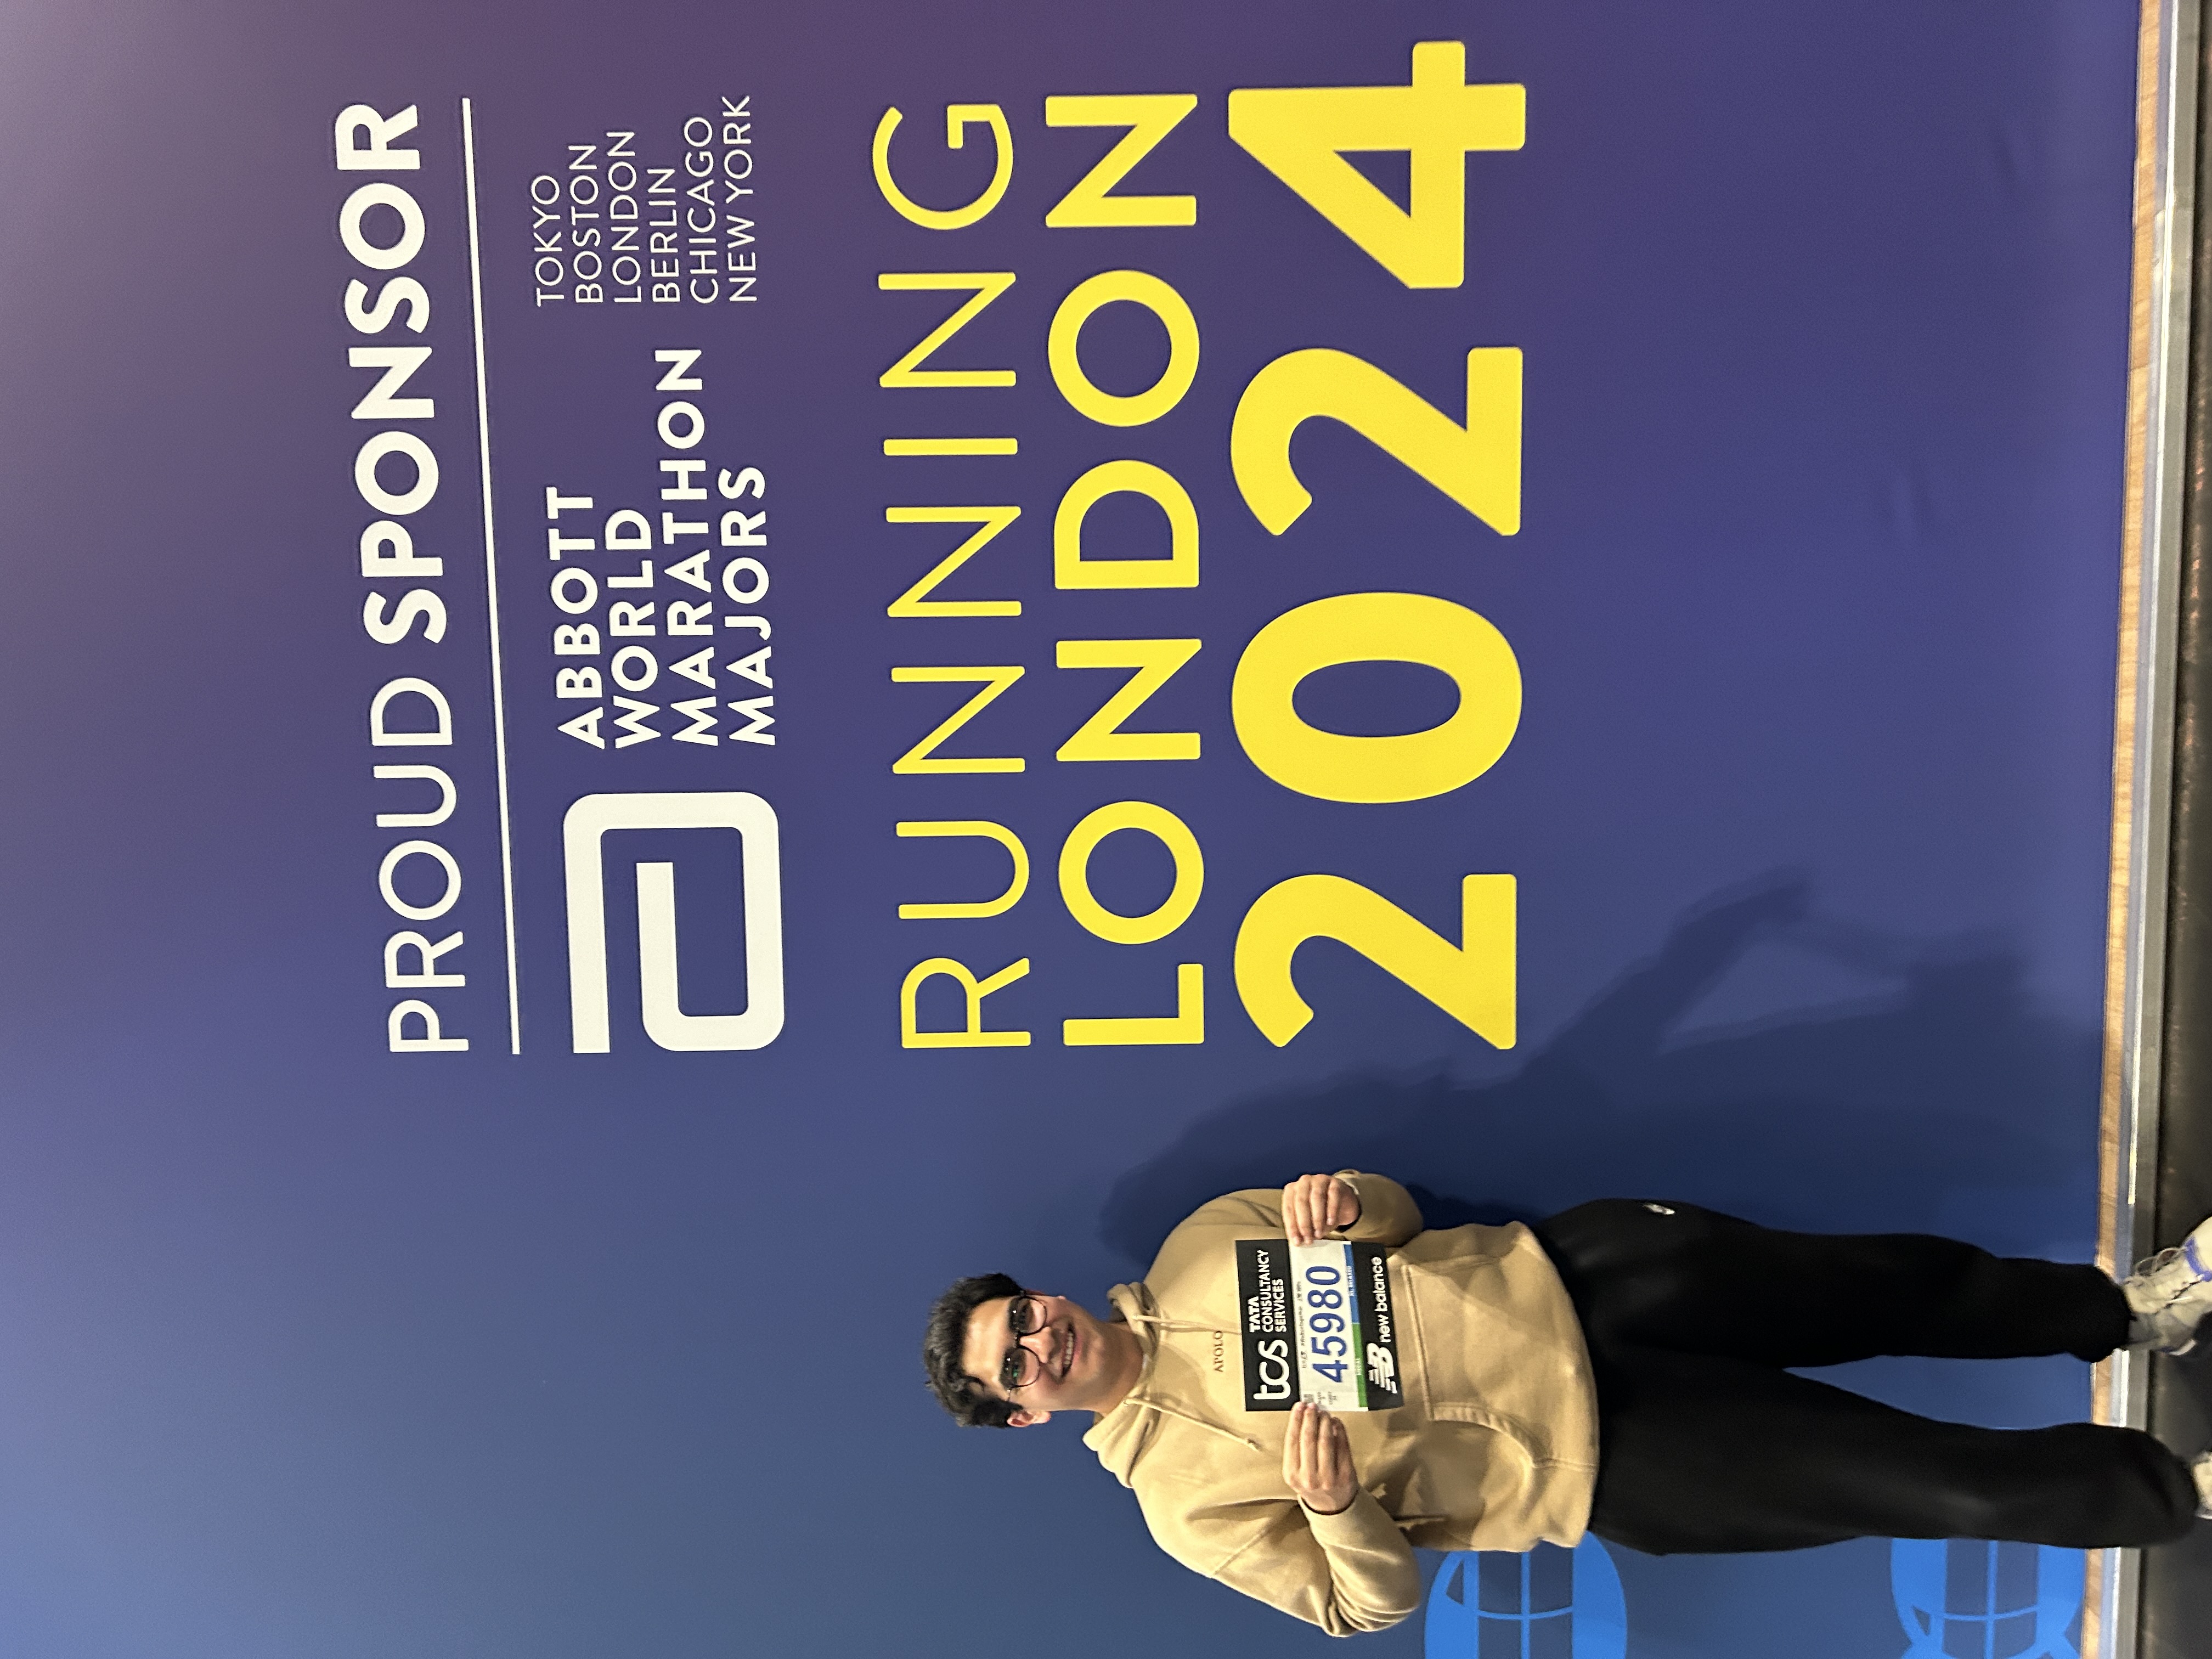 PROUD SPONSOR
ABBOTT
WORLD
MARATHON
MAJORS
TOKYO
BOSTON
LONDON
BERLIN
CHICAGO
NEW YORK
RUNNING
LONDON
2024
APOLO
tcs TATA
CONSULTANCY
SERVICES
45980
new balance